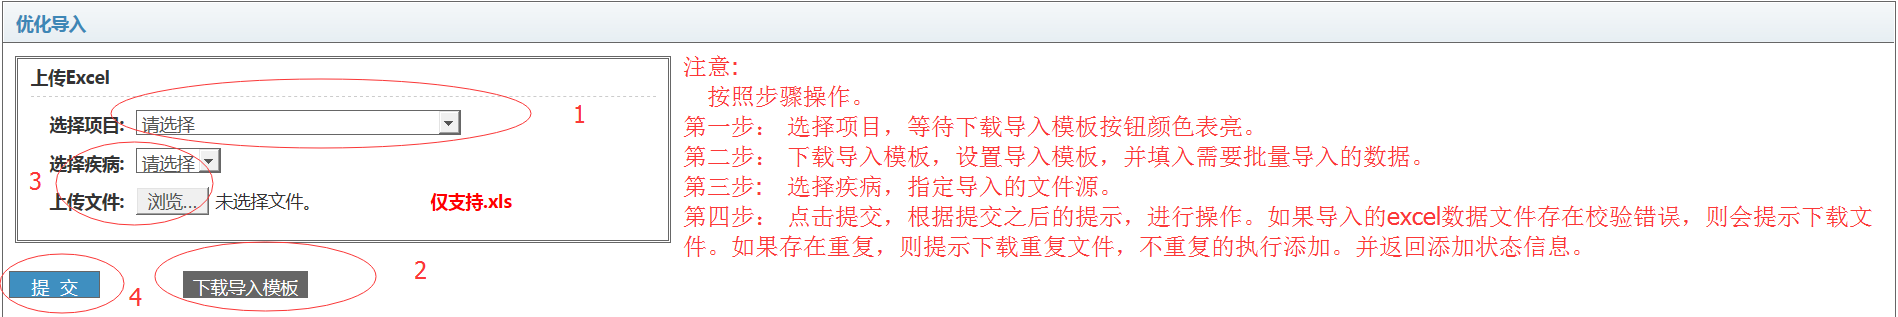 优化导入
上传Excel
选择项目: 请选择 1
选择疾病: 请选择
3
上传文件: 浏览... 未选择文件。 仅支持.xls
提 交 4 下载导入模板 2
注意:
按照步骤操作。
第一步： 选择项目，等待下载导入模板按钮颜色表亮。
第二步： 下载导入模板，设置导入模板，并填入需要批量导入的数据。
第三步: 选择疾病，指定导入的文件源。
第四步： 点击提交，根据提交之后的提示，进行操作。如果导入的excel数据文件存在校验错误，则会提示下载文
件。如果存在重复，则提示下载重复文件，不重复的执行添加。并返回添加状态信息。